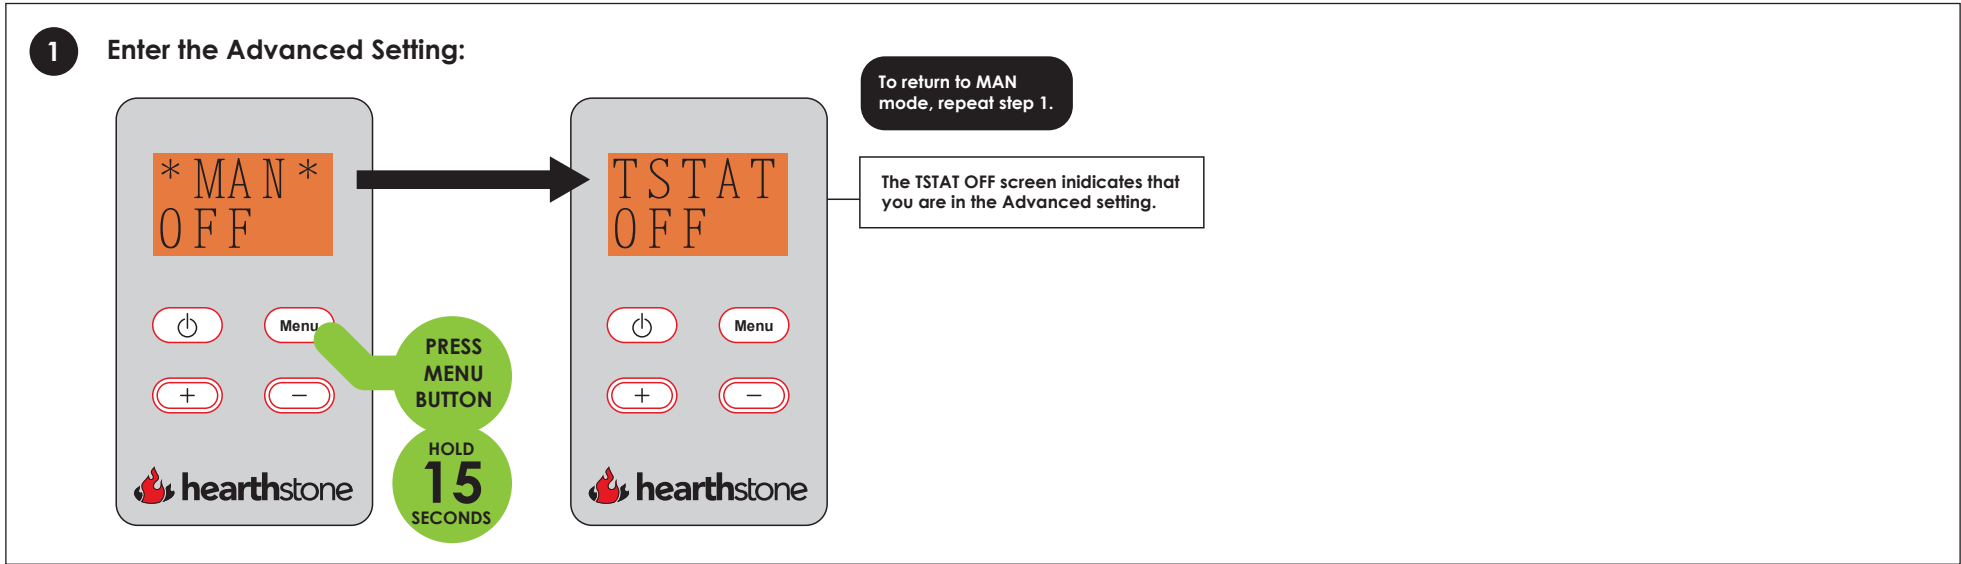 1
Enter the Advanced Setting:
To return to MAN
mode, repeat step 1.
*MAN*
OFF
TSTAT
OFF
The TSTAT OFF screen inidicates that
you are in the Advanced setting.
Menu
PRESS
MENU
BUTTON
HOLD
15
SECONDS
hearthstone
Menu
hearthstone